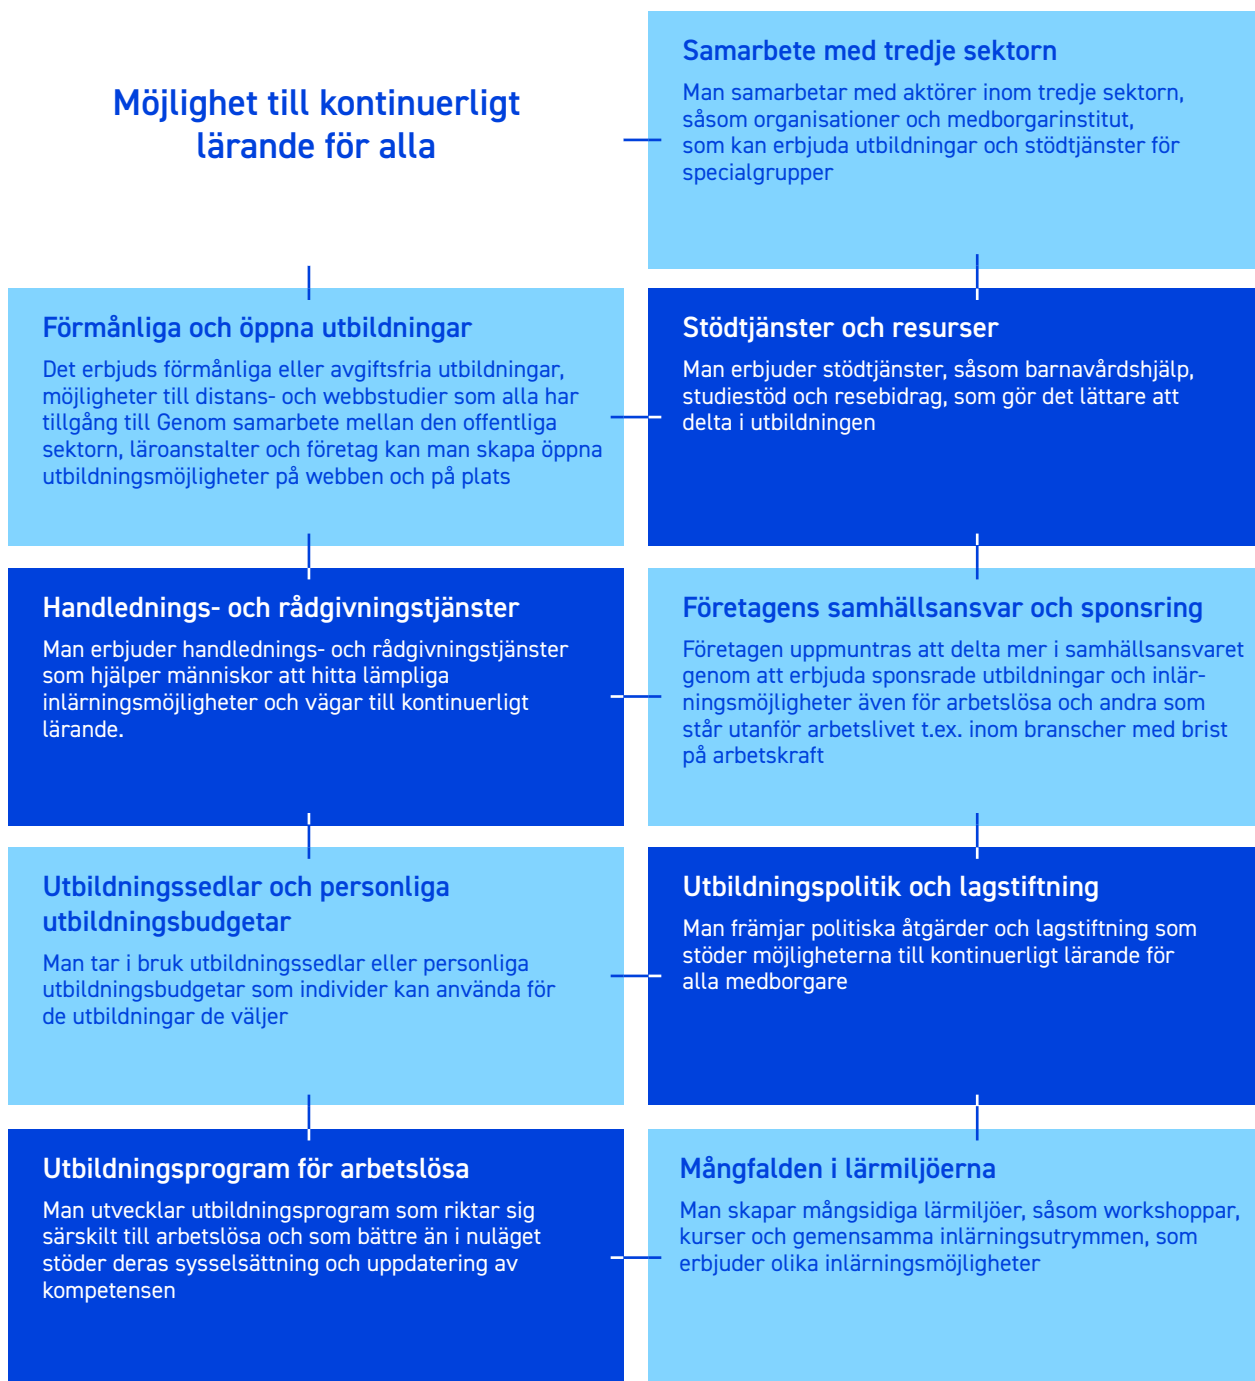 Möjlighet till kontinuerligt
lärande för alla
Samarbete med tredje sektorn
Man samarbetar med aktörer inom tredje sektorn,
såsom organisationer och medborgarinstitut,
som kan erbjuda utbildningar och stödtjänster för
specialgrupper
Förmånliga och öppna utbildningar
Det erbjuds förmånliga eller avgiftsfria utbildningar,
möjligheter till distans- och webbstudier som alla har
tillgång till Genom samarbete mellan den offentliga
sektorn, läroanstalter och företag kan man skapa öppna
utbildningsmöjligheter på webben och på plats
Stödtjänster och resurser
Man erbjuder stödtjänster, såsom barnavårdshjälp,
studiestöd och resebidrag, som gör det lättare att
delta i utbildningen
Handlednings- och rådgivningstjänster
Man erbjuder handlednings- och rådgivningstjänster
som hjälper människor att hitta lämpliga
inlärningsmöjligheter och vägar till kontinuerligt
lärande.
Företagens samhällsansvar och sponsring
Företagen uppmuntras att delta mer i samhällsansvaret
genom att erbjuda sponsrade utbildningar och inlär-
ningsmöjligheter även för arbetslösa och andra som
står utanför arbetslivet t.ex. inom branscher med brist
på arbetskraft
Utbildningssedlar och personliga
utbildningsbudgetar
Man tar i bruk utbildningssedlar eller personliga
utbildningsbudgetar som individer kan använda för
de utbildningar de väljer
Utbildningspolitik och lagstiftning
Man främjar politiska åtgärder och lagstiftning som
stöder möjligheterna till kontinuerligt lärande för
alla medborgare
Utbildningsprogram för arbetslösa
Man utvecklar utbildningsprogram som riktar sig
särskilt till arbetslösa och som bättre än i nuläget
stöder deras sysselsättning och uppdatering av
kompetensen
Mångfalden i lärmiljöerna
Man skapar mångsidiga lärmiljöer, såsom workshoppar,
kurser och gemensamma inlärningsutrymmen, som
erbjuder olika inlärningsmöjligheter